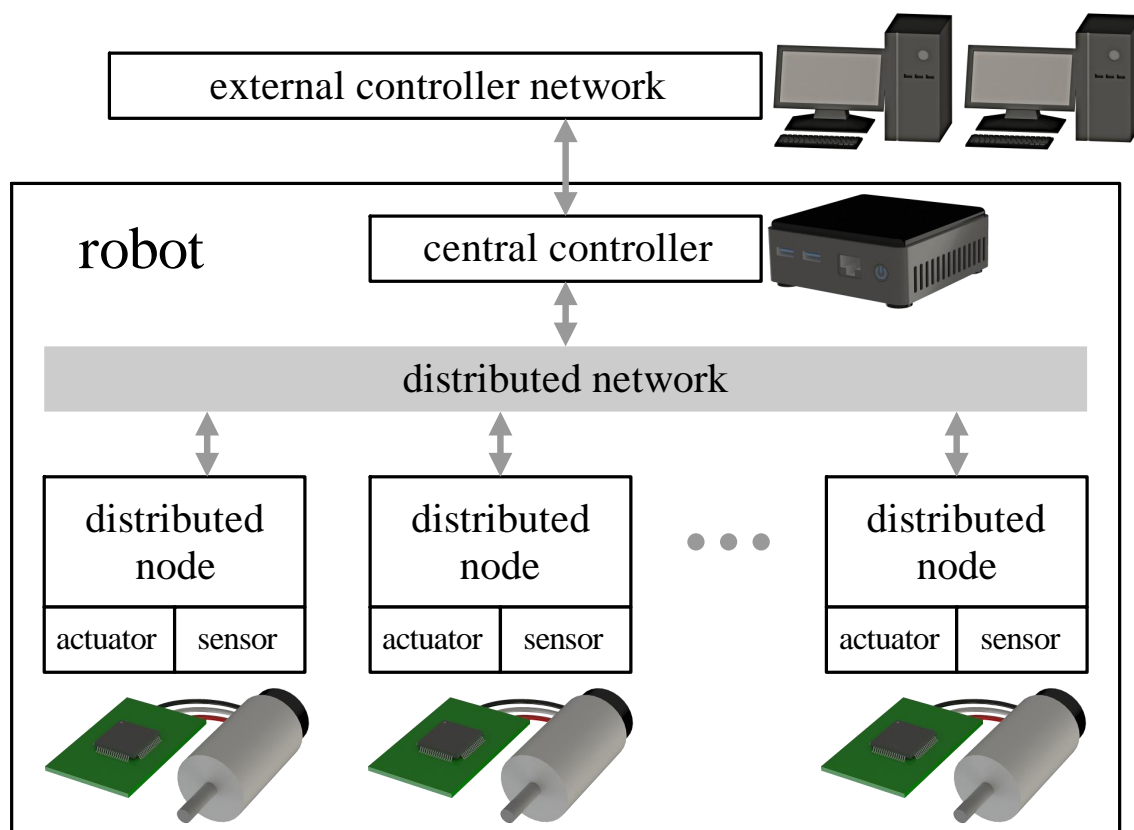 external controller network
robot
central controller
distributed network
distributed
node
actuator
sensor
distributed
node
actuator
sensor
distributed
node
actuator
sensor